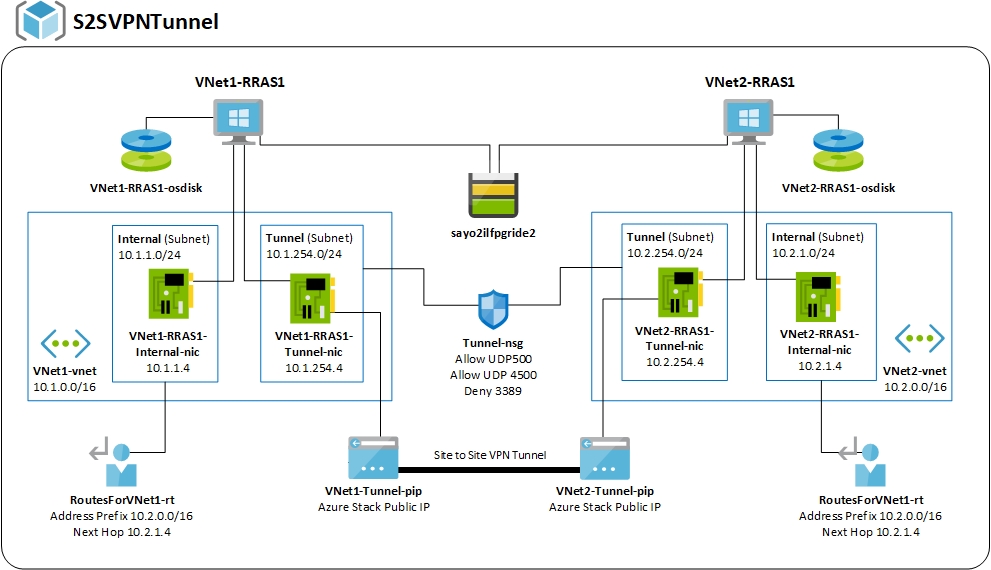 S2SVPNTunnel
VNet1-RRAS1
VNet2-RRAS1
VNet1-RRAS1-osdisk
VNet2-RRAS1-osdisk
sayo2ilfpgride2
Internal (Subnet)
10.1.1.0/24
VNet1-RRAS1-
Internal-nic
10.1.1.4
Tunnel (Subnet)
10.1.254.0/24
VNet1-RRAS1-
Tunnel-nic
10.1.254.4
VNet1-vnet
10.1.0.0/16
Tunnel-nsg
Allow UDP500
Allow UDP 4500
Deny 3389
Tunnel (Subnet)
10.2.254.0/24
VNet2-RRAS1-
Tunnel-nic
10.2.254.4
Internal (Subnet)
10.2.1.0/24
VNet2-RRAS1-
Internal-nic
10.2.1.4
VNet2-vnet
10.2.0.0/16
RoutesForVNet1-rt
Address Prefix 10.2.0.0/16
Next Hop 10.2.1.4
VNet1-Tunnel-pip
Azure Stack Public IP
Site to Site VPN Tunnel
VNet2-Tunnel-pip
Azure Stack Public IP
RoutesForVNet1-rt
Address Prefix 10.2.0.0/16
Next Hop 10.2.1.4